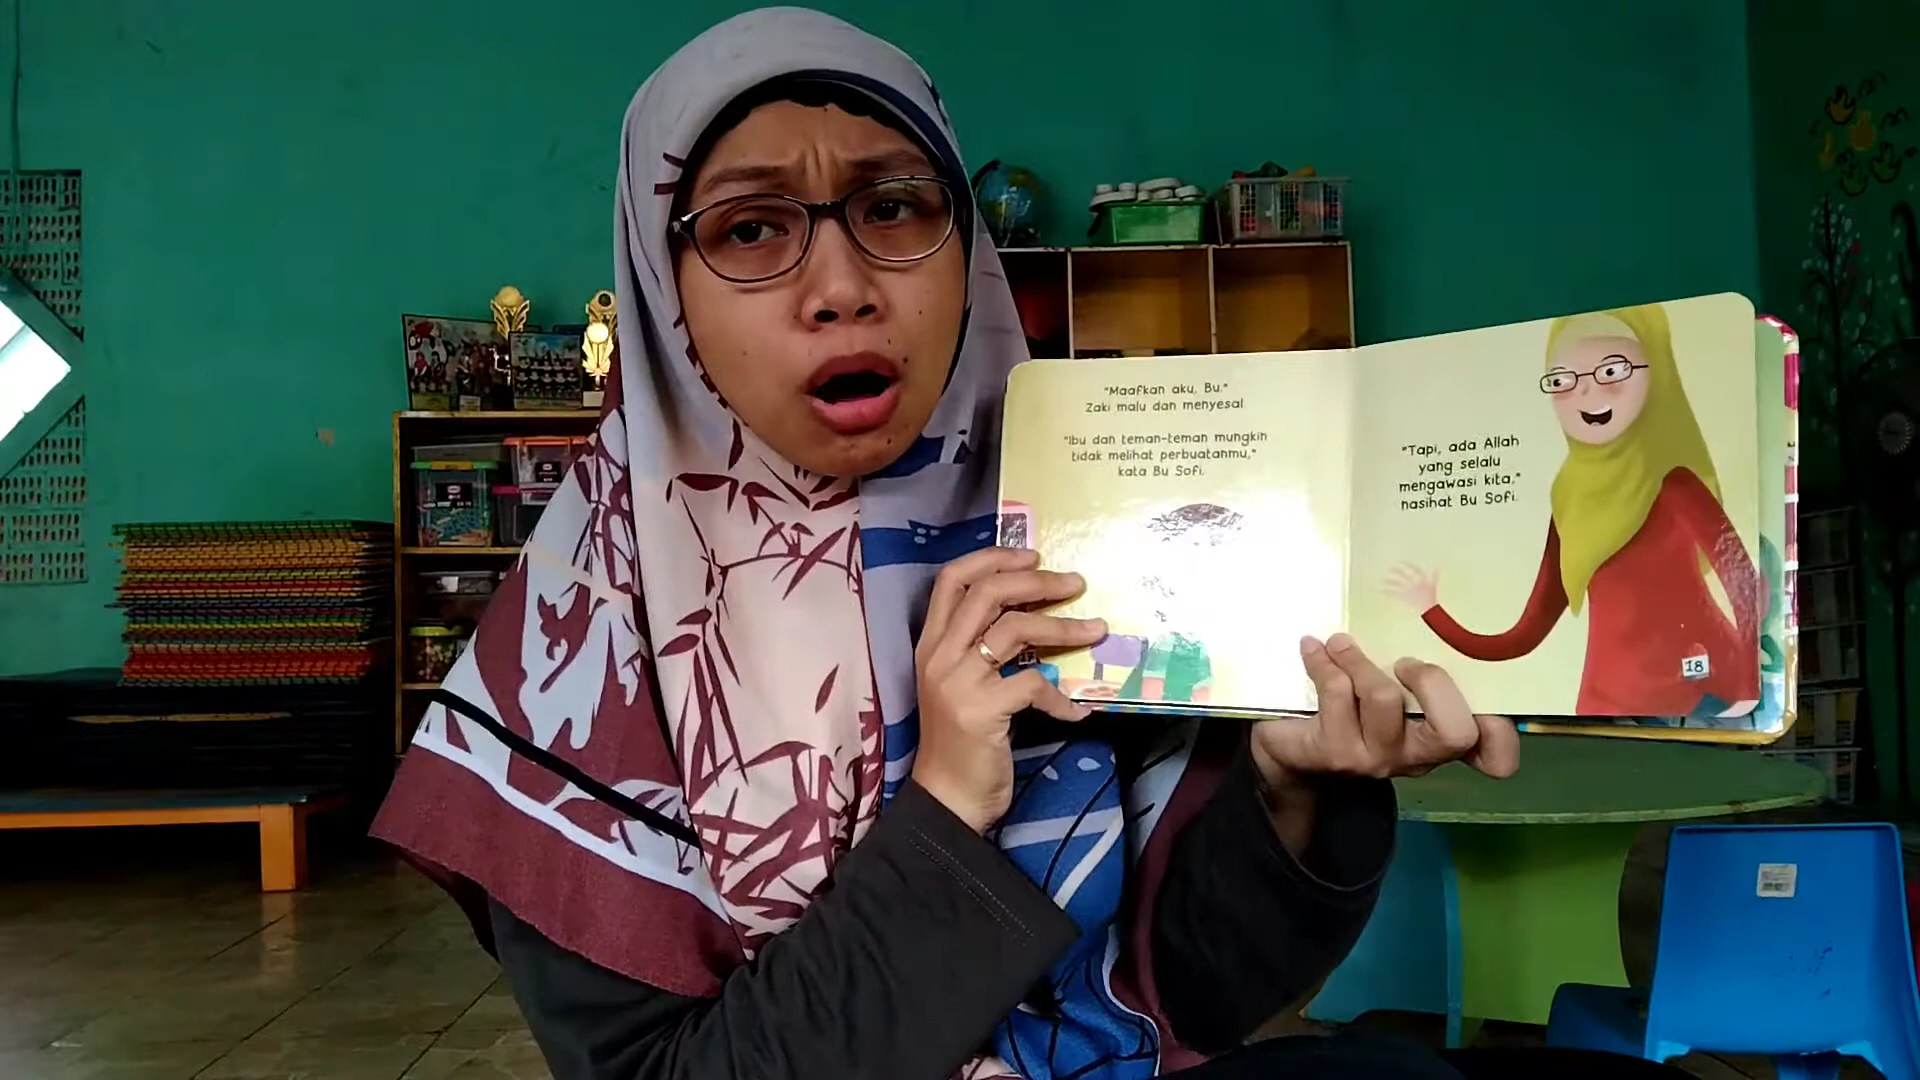 "Maafkan aku, Bu."
Zaki malu dan menyesal.
"Ibu dan teman-teman mungkin
tidak melihat perbuatanmu,"
kata Bu Sofi.
"Tapi, ada Allah
yang selalu
mengawasi kita,"
nasihat Bu Sofi.
17
18